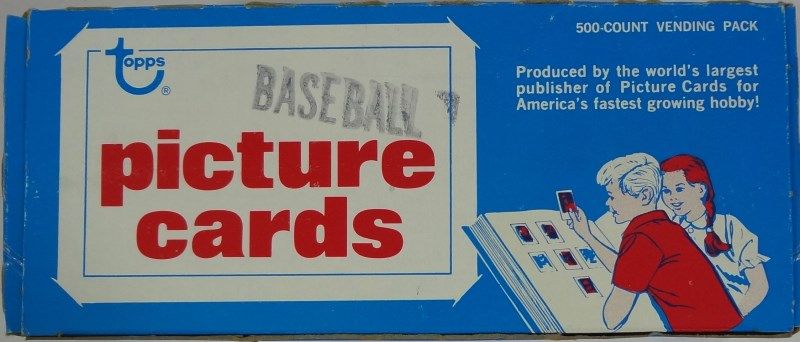 topps
®
BASEBALL
picture
cards
500-COUNT VENDING PACK
Produced by the world's largest
publisher of Picture Cards for
America's fastest growing hobby!